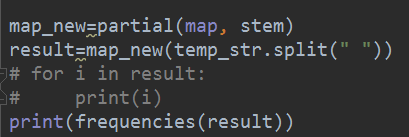 map_new=partial(map, stem)
result=map_new(temp_str.split(" "))
# for i in result:
#     print(i)
print(frequencies(result))